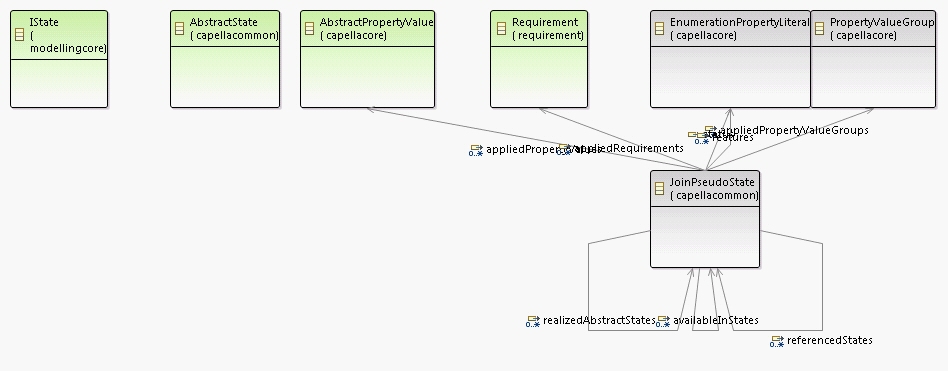 IState
(
modellingcore)
AbstractState
( capellacommon)
AbstractPropertyValue
( capellacore)
Requirement
( requirement)
EnumerationPropertyLiteral
( capellacore)
PropertyValueGroup
( capellacore)
appliedPropertyValueGroups
0..*
features
0..*
appliedPropertyValues
0..*
appliedRequirements
0..*
JoinPseudoState
( capellacommon)
realizedAbstractStates
0..*
availableInStates
0..*
referencedStates
0..*